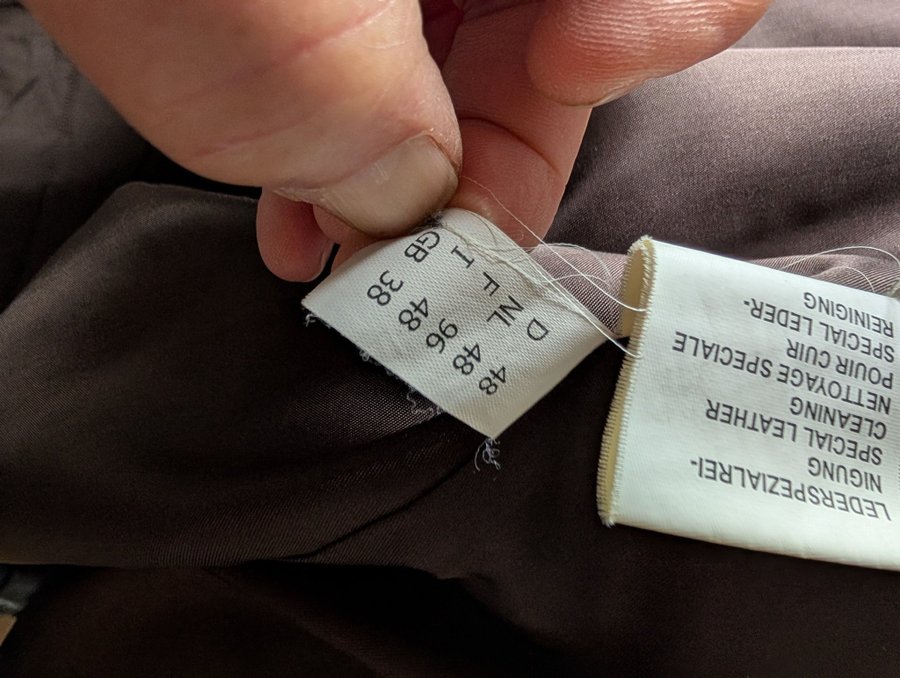 D 48
NL 48
F 96
I 48
GB 38
LEDERSPEZIALREI-
NIGUNG
SPECIAL LEATHER
CLEANING
NETTOYAGE SPECIALE
POUR CUIR
SPECIAL LEDER-
REINIGING